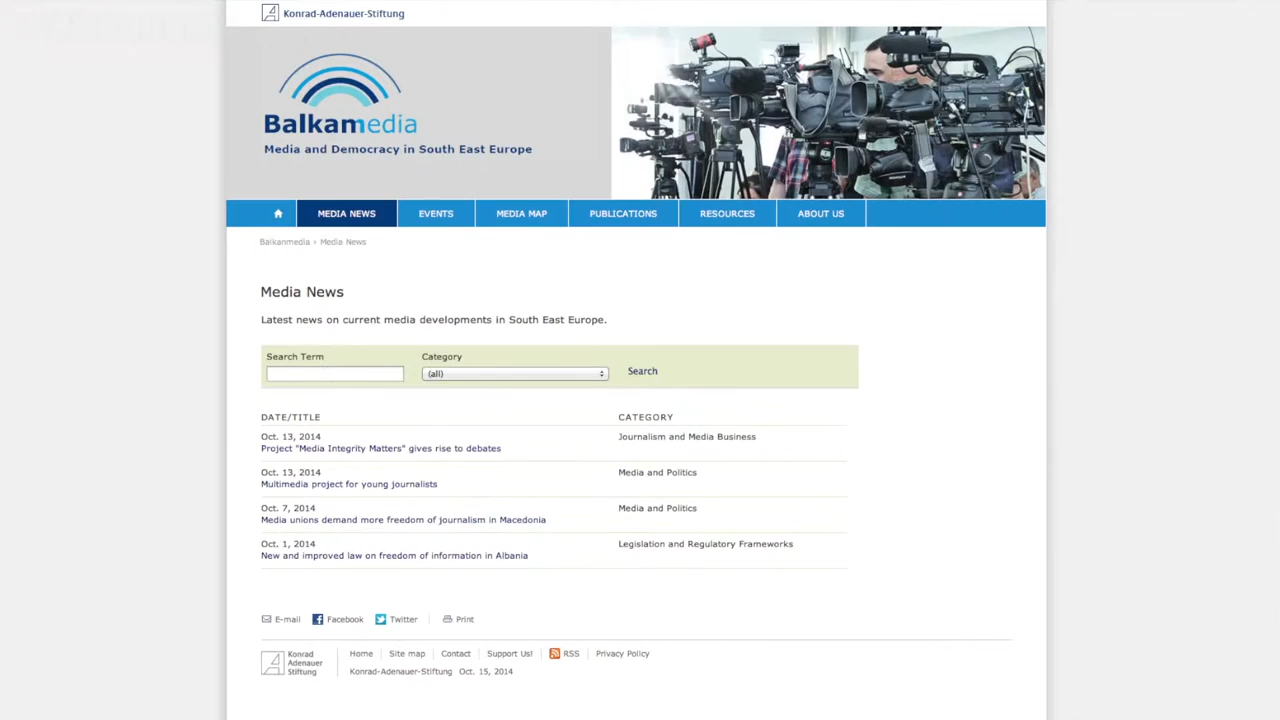 Konrad-Adenauer-Stiftung
Balkanmedia
Media and Democracy in South East Europe
MEDIA NEWS EVENTS MEDIA MAP PUBLICATIONS RESOURCES ABOUT US
Balkanmedia › Media News
Media News
Latest news on current media developments in South East Europe.
Search Term Category
(all) Search
DATE/TITLE CATEGORY
Oct. 13, 2014 Journalism and Media Business
Project "Media Integrity Matters" gives rise to debates
Oct. 13, 2014 Media and Politics
Multimedia project for young journalists
Oct. 7, 2014 Media and Politics
Media unions demand more freedom of journalism in Macedonia
Oct. 1, 2014 Legislation and Regulatory Frameworks
New and improved law on freedom of information in Albania
E-mail Facebook Twitter Print
Konrad
Adenauer
Stiftung
Home Site map Contact Support Us! RSS Privacy Policy
Konrad-Adenauer-Stiftung Oct. 15, 2014